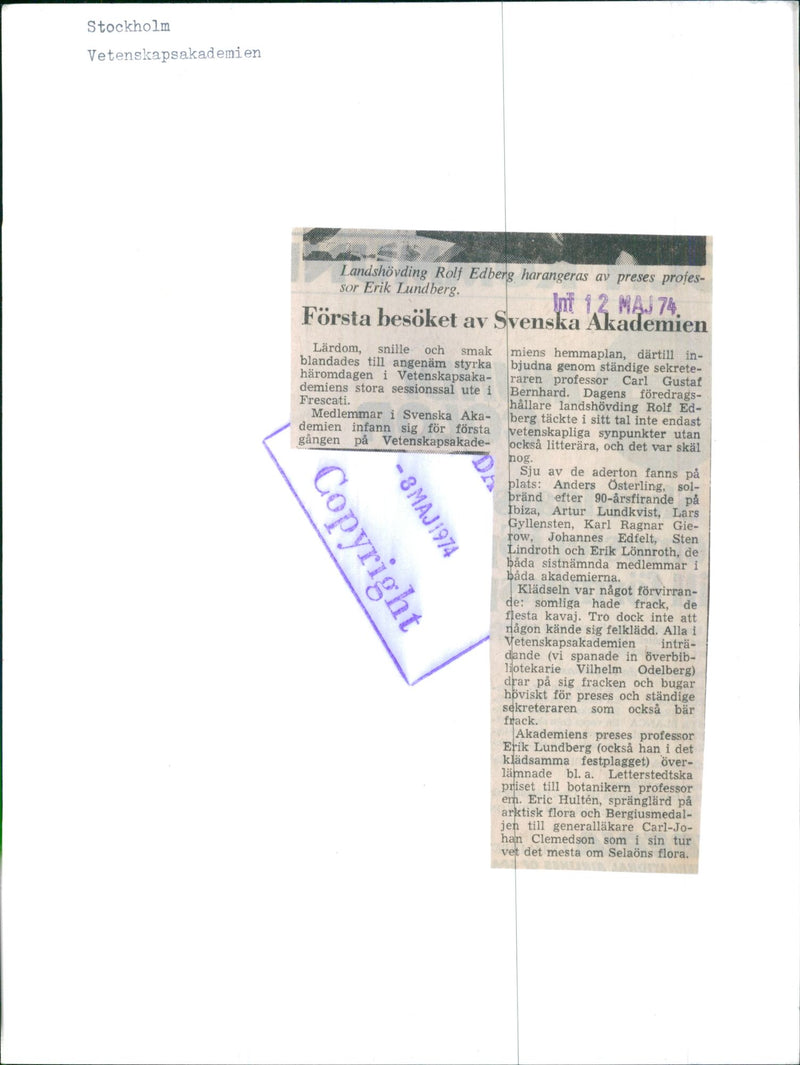 Stockholm
Vetenskapsakademien
Landshövding Rolf Edberg harangeras av preses profes-
sor Erik Lundberg.
Int 12 MAJ 74
Första besöket av Svenska Akademien
Lärdom, snille och smak
blandades till angenäm styrka
häromdagen i Vetenskapsaka-
demiens stora sessionssal ute i
Frescati.
Medlemmar i Svenska Aka-
demien infann sig för första
gången på Vetenskapsakade-
miens hemmaplan, därtill in-
bjudna genom ständige sekrete-
raren professor Carl Gustaf
Bernhard. Dagens föredrags-
hållare landshövding Rolf Ed-
berg täckte i sitt tal inte endast
vetenskapliga synpunkter utan
också litterära, och det var skäl
nog.
Sju av de aderton fanns på
plats: Anders Österling, sol-
bränd efter 90-årsfirande på
Ibiza, Artur Lundkvist, Lars
Gyllensten, Karl Ragnar Gie-
row, Johannes Edfelt, Sten
Lindroth och Erik Lönnroth, de
båda sistnämnda medlemmar i
båda akademierna.
Klädseln var något förvirran-
de: somliga hade frack, de
flesta kavaj. Tro dock inte att
någon kände sig felklädd. Alla i
Vetenskapsakademien inträ-
dande (vi spanade in överbib-
liotekarie Vilhelm Odelberg)
drar på sig fracken och bugar
höviskt för preses och ständige
sekreteraren som också bär
frack.
Akademiens preses professor
Erik Lundberg (också han i det
klädsamma festplagget) över-
lämnade bl. a. Letterstedtska
priset till botanikern professor
em. Eric Hultén, spränglärd på
arktisk flora och Bergiusmedal-
jen till generalläkare Carl-Jo-
han Clemedson som i sin tur
vet det mesta om Selaöns flora.
DA
- 8 MAJ 1974
Copyright